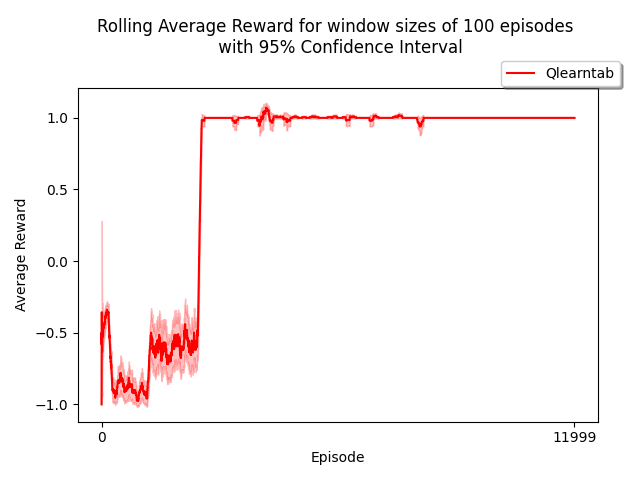 Rolling Average Reward for window sizes of 100 episodes
with 95% Confidence Interval
Qlearntab
1.0
0.5
0.0
−0.5
−1.0
Average Reward
0
11999
Episode